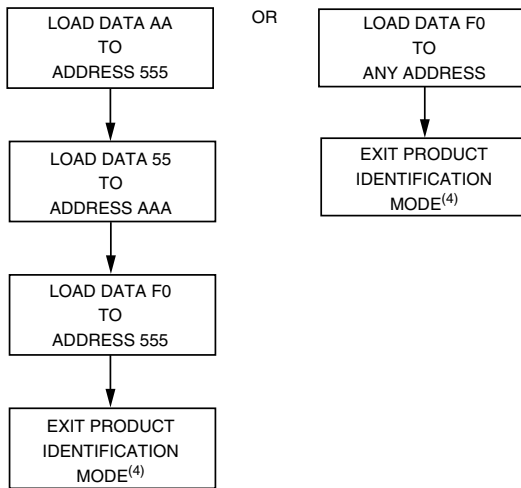 LOAD DATA AA
TO
ADDRESS 555
LOAD DATA 55
TO
ADDRESS AAA
LOAD DATA F0
TO
ADDRESS 555
EXIT PRODUCT
IDENTIFICATION
MODE(4)
OR
LOAD DATA F0
TO
ANY ADDRESS
EXIT PRODUCT
IDENTIFICATION
MODE(4)